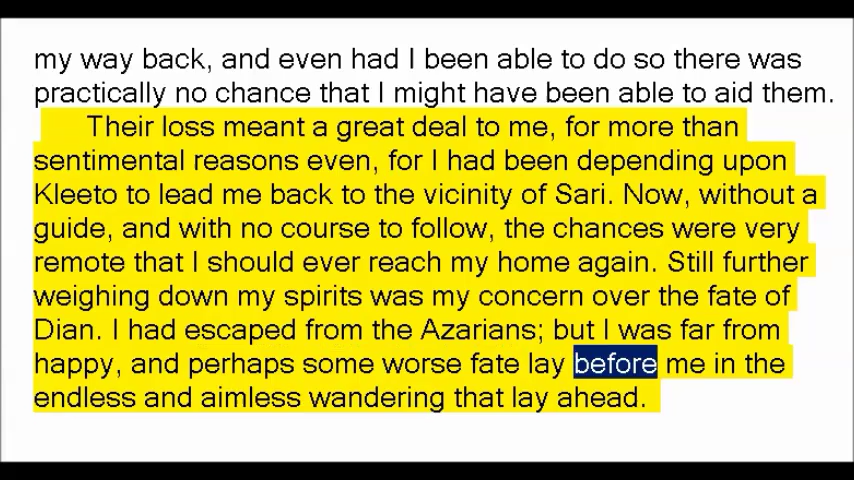 my way back, and even had I been able to do so there was
practically no chance that I might have been able to aid them.
Their loss meant a great deal to me, for more than
sentimental reasons even, for I had been depending upon
Kleeto to lead me back to the vicinity of Sari. Now, without a
guide, and with no course to follow, the chances were very
remote that I should ever reach my home again. Still further
weighing down my spirits was my concern over the fate of
Dian. I had escaped from the Azarians; but I was far from
happy, and perhaps some worse fate lay before me in the
endless and aimless wandering that lay ahead.